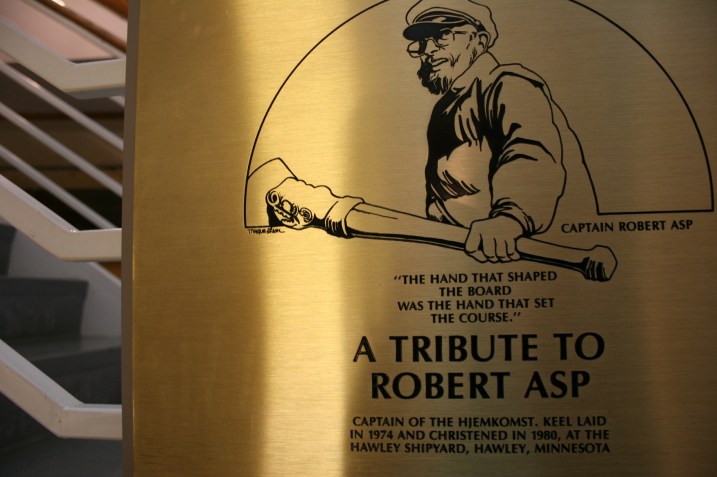 CAPTAIN ROBERT ASP
"THE HAND THAT SHAPED
THE BOARD
WAS THE HAND THAT SET
THE COURSE."
A TRIBUTE TO
ROBERT ASP
CAPTAIN OF THE HJEMKOMST. KEEL LAID
IN 1974 AND CHRISTENED IN 1980, AT THE
HAWLEY SHIPYARD, HAWLEY, MINNESOTA